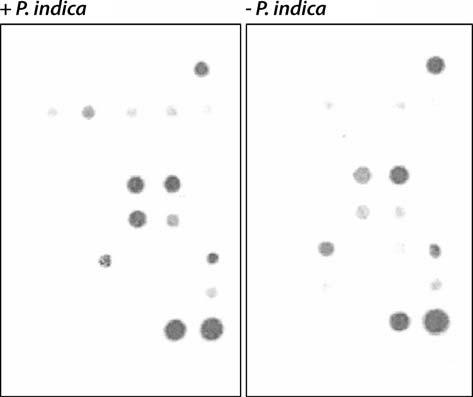 + P. indica
- P. indica